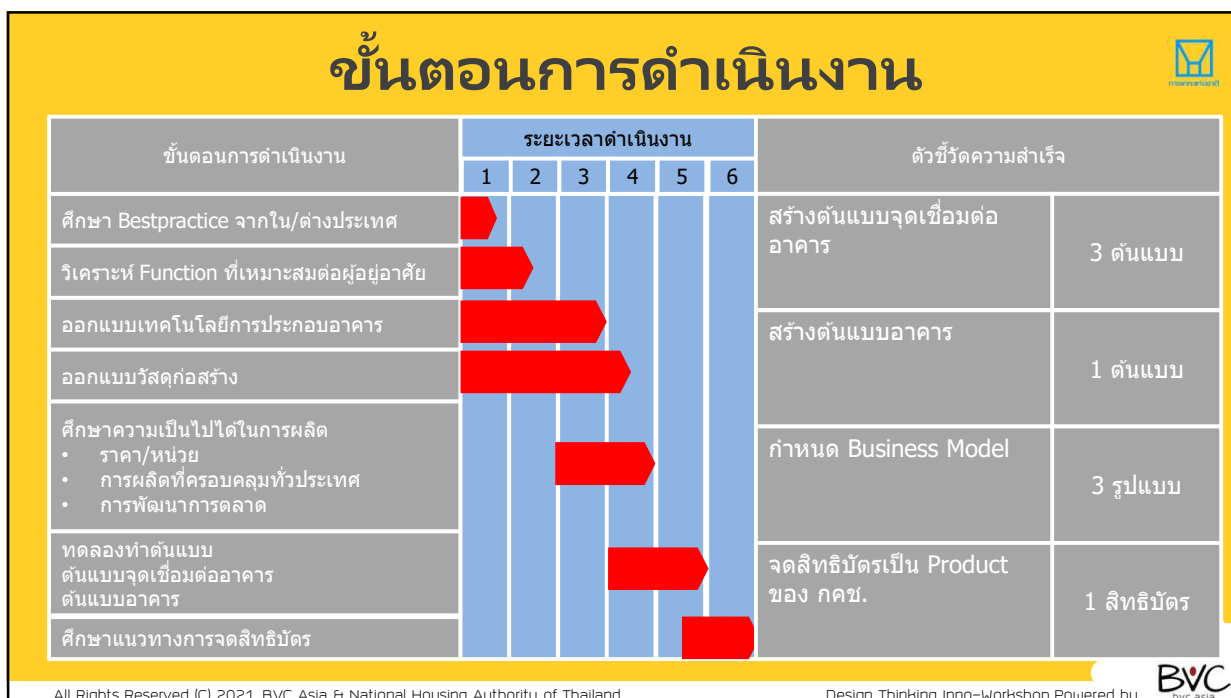 ขั้นตอนการดำเนินงาน
การเคหะแห่งชาติ
ขั้นตอนการดำเนินงาน
ระยะเวลาดำเนินงาน
ตัวชี้วัดความสำเร็จ
1 2 3 4 5 6
ศึกษา Bestpractice จากใน/ต่างประเทศ
วิเคราะห์ Function ที่เหมาะสมต่อผู้อยู่อาศัย
ออกแบบเทคโนโลยีการประกอบอาคาร
ออกแบบวัสดุก่อสร้าง
ศึกษาความเป็นไปได้ในการผลิต
• ราคา/หน่วย
• การผลิตที่ครอบคลุมทั่วประเทศ
• การพัฒนาการตลาด
ทดลองทำต้นแบบ
ต้นแบบจุดเชื่อมต่ออาคาร
ต้นแบบอาคาร
ศึกษาแนวทางการจดสิทธิบัตร
สร้างต้นแบบจุดเชื่อมต่อ
อาคาร
3 ต้นแบบ
สร้างต้นแบบอาคาร
1 ต้นแบบ
กำหนด Business Model
3 รูปแบบ
จดสิทธิบัตรเป็น Product
ของ กคช.
1 สิทธิบัตร
All Rights Reserved (C) 2021, BVC Asia & National Housing Authority of Thailand
Design Thinking Inno-Workshop Powered by
BVC
bvc.asia